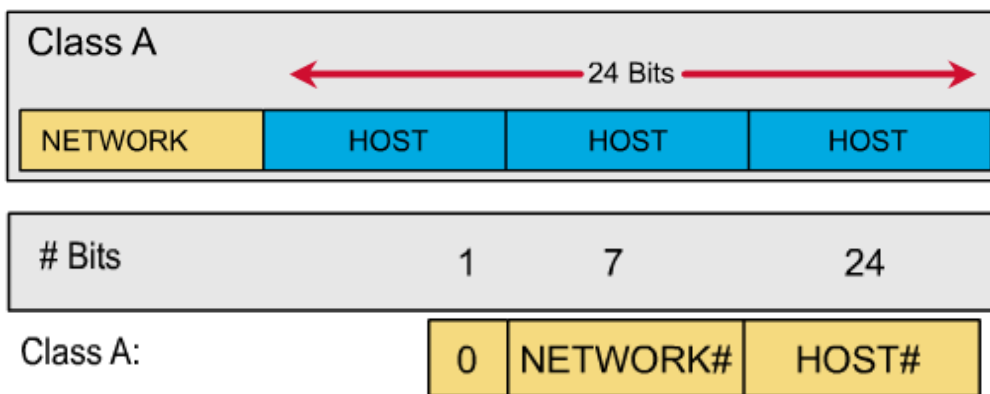 Class A
24 Bits
NETWORK HOST HOST HOST
# Bits 1 7 24
Class A: 0 NETWORK# HOST#